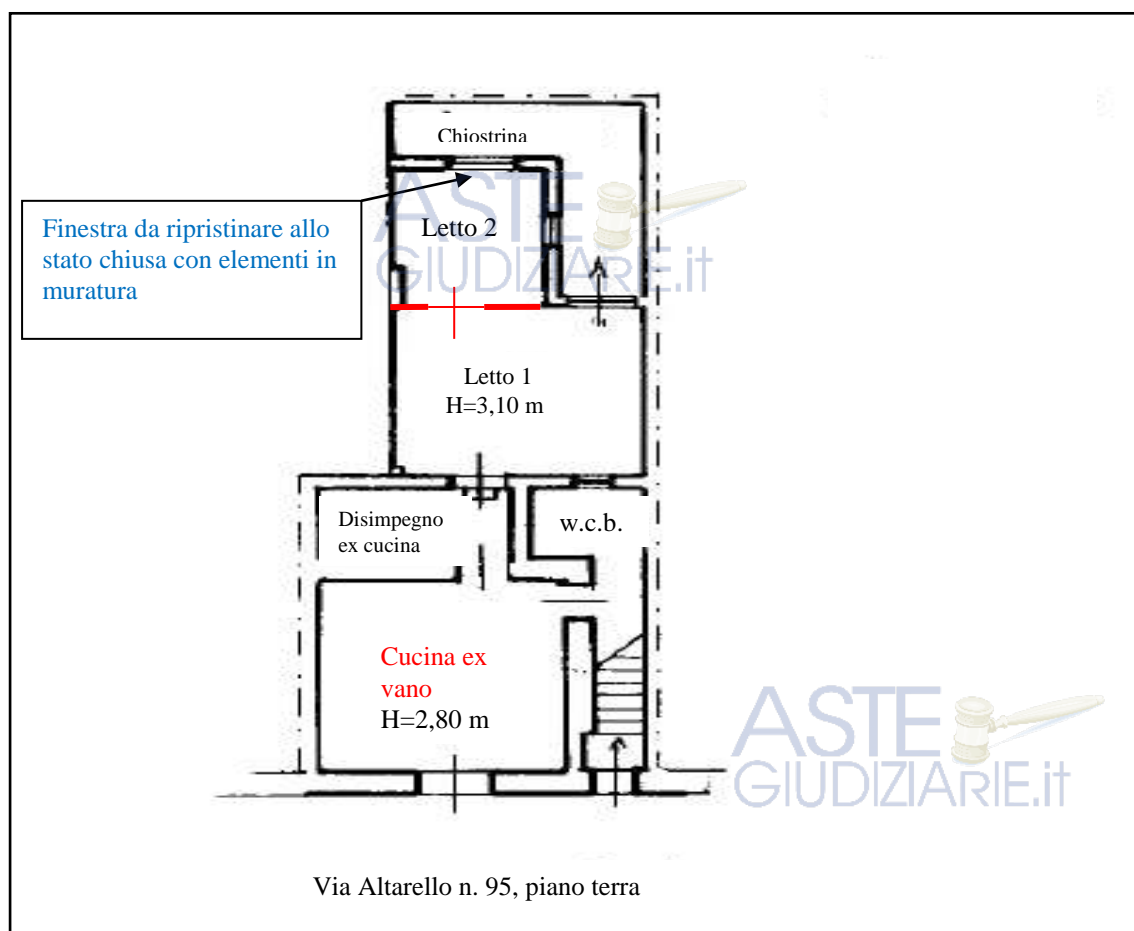 Chiostrina
ASTE
GIUDIZIARIE.it
Finestra da ripristinare allo
stato chiusa con elementi in
muratura
Letto 2
Letto 1
H=3,10 m
Disimpegno
ex cucina
w.c.b.
Cucina ex
vano
H=2,80 m
ASTE
GIUDIZIARIE.it
Via Altarello n. 95, piano terra